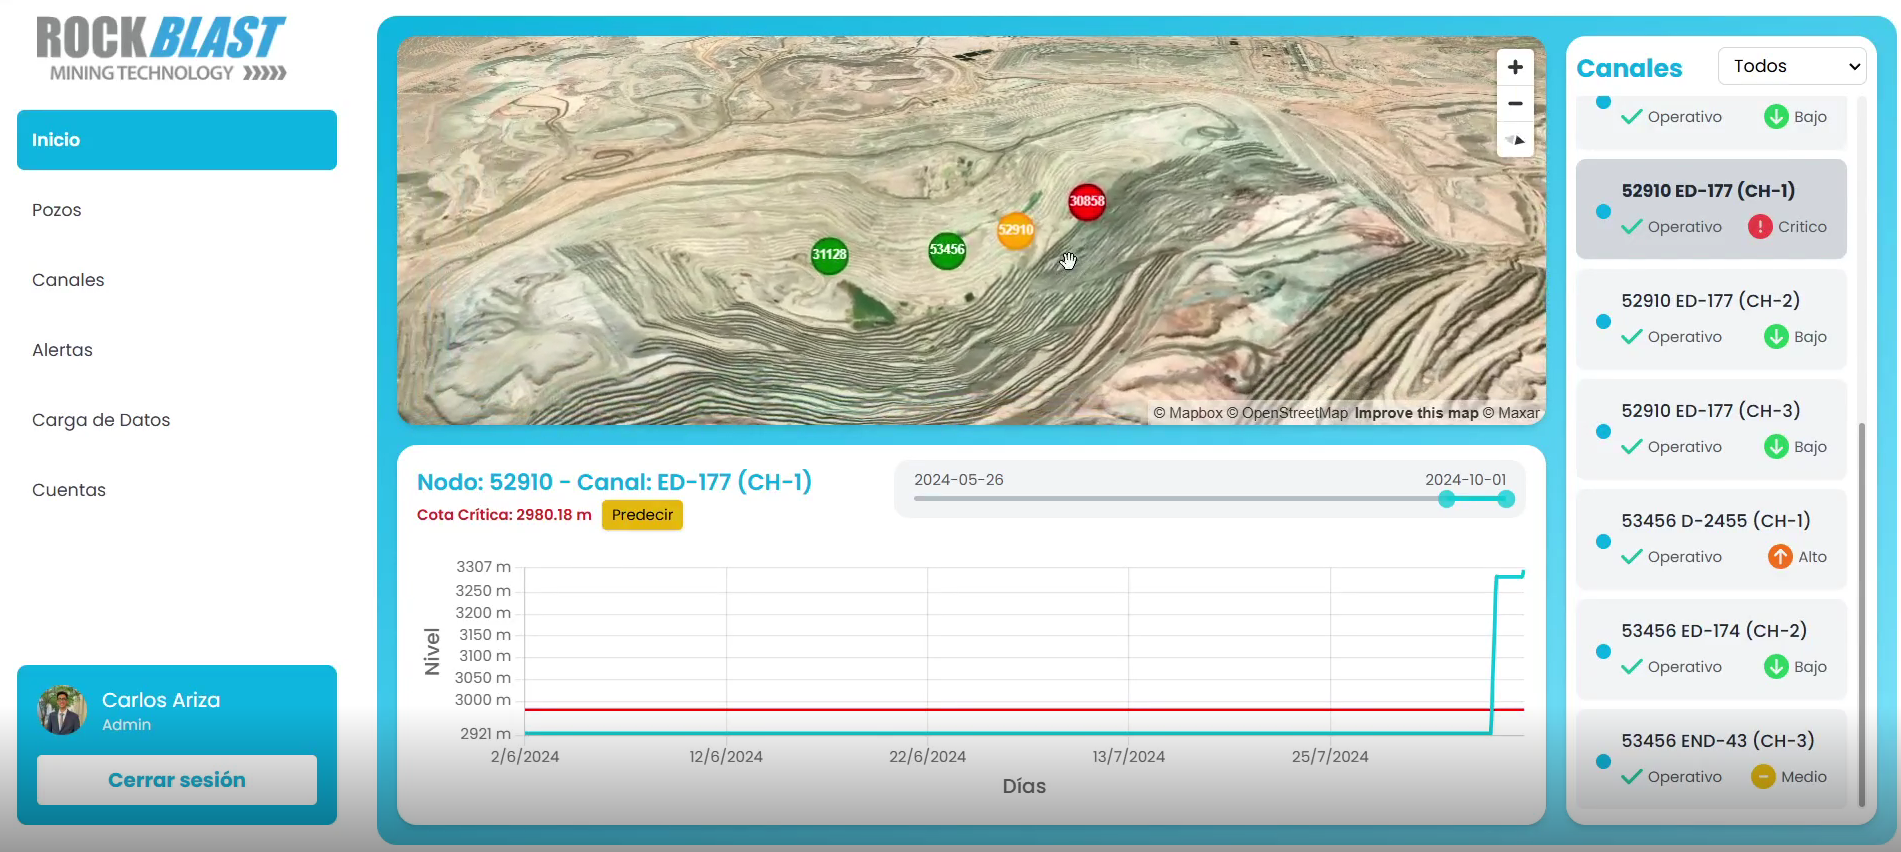 ROCKBLAST
MINING TECHNOLOGY
Inicio
Pozos
Canales
Alertas
Carga de Datos
Cuentas
Carlos Ariza
Admin
Cerrar sesión
31128
53456
52910
30858
© Mapbox © OpenStreetMap Improve this map © Maxar
Nodo: 52910 - Canal: ED-177 (CH-1)
Cota Crítica: 2980.18 m
Predecir
2024-05-26
2024-10-01
3307 m
3250 m
3200 m
3150 m
3100 m
3050 m
3000 m
2921 m
Nivel
2/6/2024
12/6/2024
22/6/2024
13/7/2024
25/7/2024
Días
Canales
Todos
Operativo Bajo
52910 ED-177 (CH-1)
Operativo Critico
52910 ED-177 (CH-2)
Operativo Bajo
52910 ED-177 (CH-3)
Operativo Bajo
53456 D-2455 (CH-1)
Operativo Alto
53456 ED-174 (CH-2)
Operativo Bajo
53456 END-43 (CH-3)
Operativo Medio